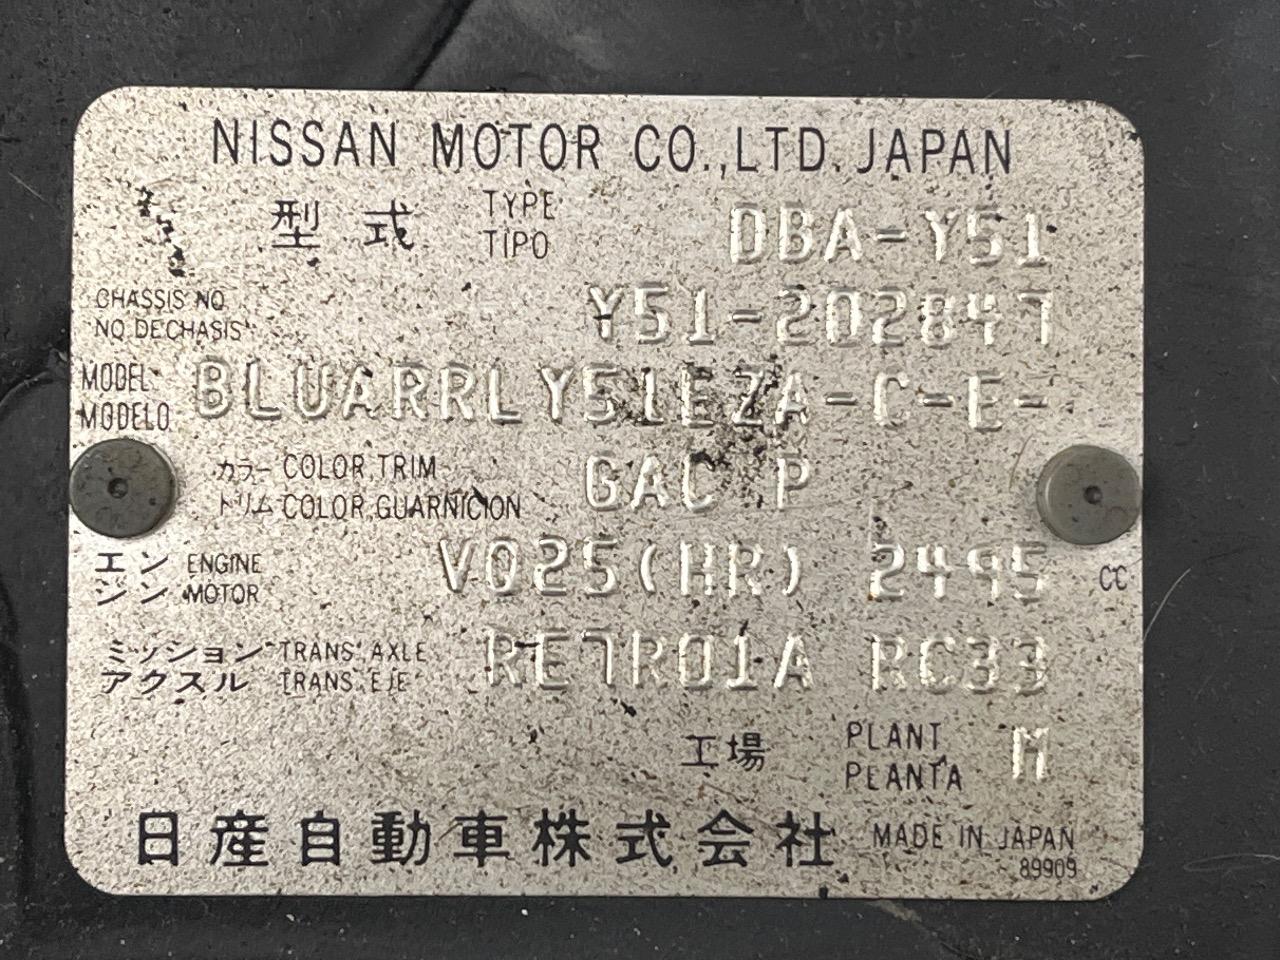 NISSAN MOTOR CO.,LTD. JAPAN
型式 TYPE TIPO DBA-Y51
CHASSIS NO. NO. DE CHASIS Y51-202847
MODEL MODELO BLUARRLY51EZA-C-E-
カラー COLOR, TRIM GAC P
トリム COLOR, GUARNICION
エンジン ENGINE MOTOR VQ25(HR) 2495 CC
ミッション TRANS. AXLE RE7R01A RC33
アクスル TRANS. EJE
工場 PLANT PLANTA M
日産自動車株式会社 MADE IN JAPAN
89909